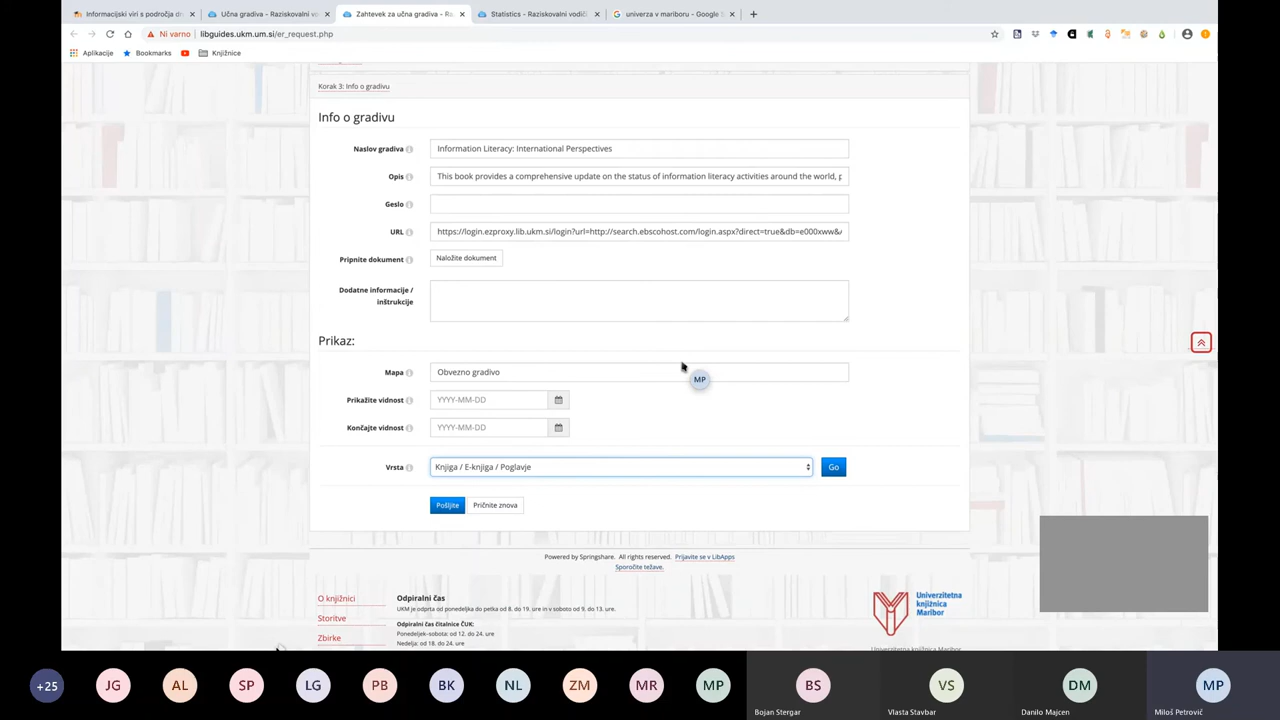 Informacijski viri s področja dr
Učna gradiva - Raziskovalni vod
Zahtevek za učna gradiva - Ra
Statistics - Raziskovalni vodiči
univerza v mariboru - Google S
Ni varno
libguides.ukm.um.si/er_request.php
Aplikacije
Bookmarks
Knjižnice
Korak 3: Info o gradivu
Info o gradivu
Naslov gradiva
Information Literacy: International Perspectives
Opis
This book provides a comprehensive update on the status of information literacy activities around the world, p
Geslo
URL
https://login.ezproxy.lib.ukm.si/login?url=http://search.ebscohost.com/login.aspx?direct=true&db=e000xww&
Pripnite dokument
Naložite dokument
Dodatne informacije /
inštrukcije
Prikaz:
Mapa
Obvezno gradivo
MP
Prikažite vidnost
YYYY-MM-DD
Končajte vidnost
YYYY-MM-DD
Vrsta
Knjiga / E-knjiga / Poglavje
Go
Pošljite
Pričnite znova
Powered by Springshare. All rights reserved. Prijavite se v LibApps
Sporočite težave.
O knjižnici
Storitve
Zbirke
Odpiralni čas
UKM je odprta od ponedeljka do petka od 8. do 19. ure in v soboto od 9. do 13. ure.
Odpiralni čas čitalnice ČUK:
Ponedeljek-sobota: od 12. do 24. ure
Nedelja: od 18. do 24. ure
Univerzitetna
knjižnica
Maribor
Univerzitetna knjižnica Maribor
+25
JG
AL
SP
LG
PB
BK
NL
ZM
MR
MP
BS
VS
DM
MP
Bojan Stergar
Vlasta Stavbar
Danilo Majcen
Miloš Petrovič